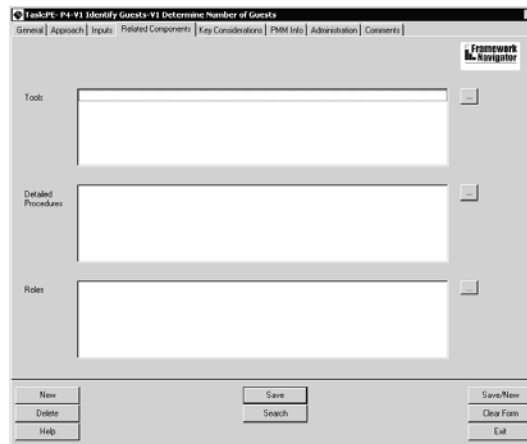 Task:PE- P4-V1 Identify Guests-V1 Determine Number of Guests
General Approach Inputs Related Components Key Considerations PMM Info Administration Comments
Framework
Navigator
Tools ...
Detailed ...
Procedures
Roles ...
New Save Save/New
Delete Search Clear Form
Help Exit